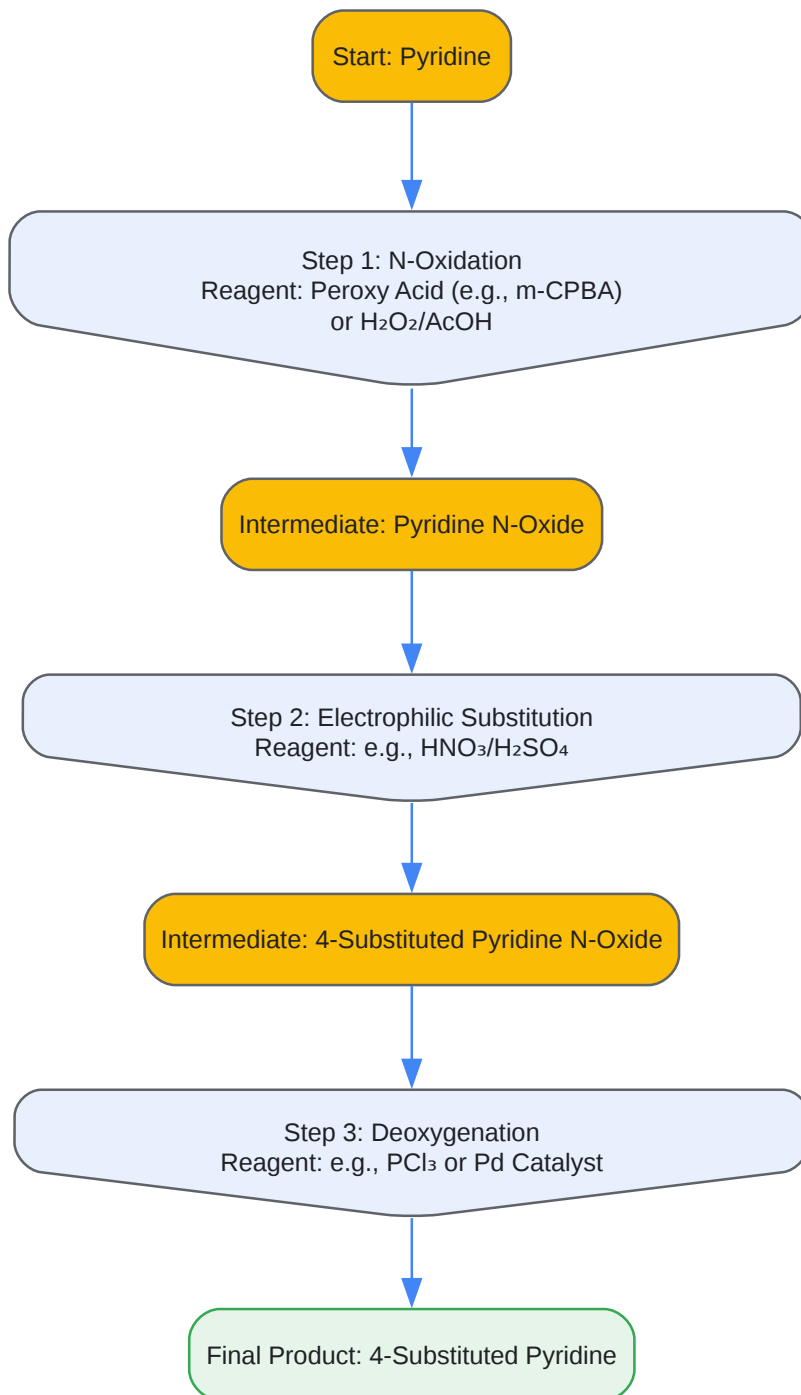 Start: Pyridine
Step 1: N-Oxidation
Reagent: Peroxy Acid (e.g., m-CPBA)
or H₂O₂/AcOH
Intermediate: Pyridine N-Oxide
Step 2: Electrophilic Substitution
Reagent: e.g., HNO₃/H₂SO₄
Intermediate: 4-Substituted Pyridine N-Oxide
Step 3: Deoxygenation
Reagent: e.g., PCl₃ or Pd Catalyst
Final Product: 4-Substituted Pyridine